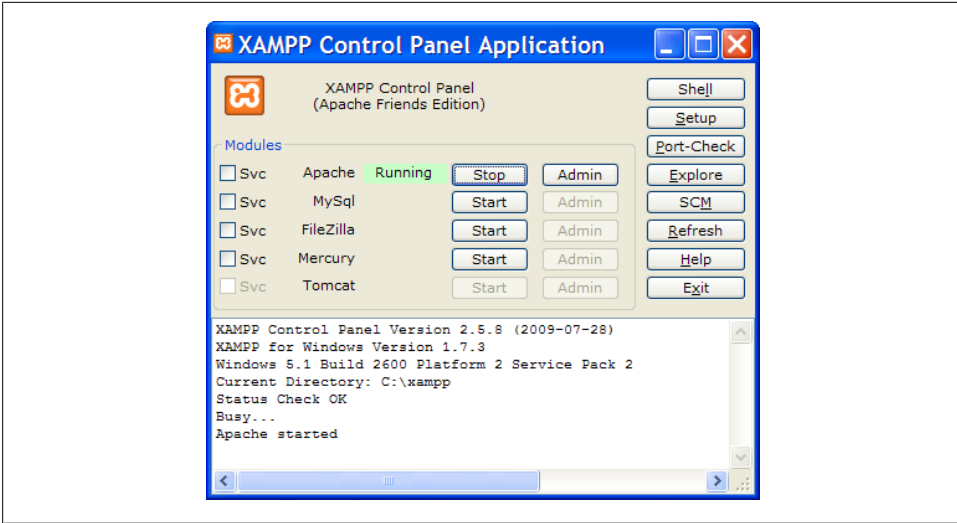 XAMPP Control Panel Application
XAMPP Control Panel
(Apache Friends Edition)
Shell
Setup
Modules
Port-Check
Svc Apache Running Stop Admin Explore
Svc MySql Start Admin SCM
Svc FileZilla Start Admin Refresh
Svc Mercury Start Admin Help
Svc Tomcat Start Admin Exit
XAMPP Control Panel Version 2.5.8 (2009-07-28)
XAMPP for Windows Version 1.7.3
Windows 5.1 Build 2600 Platform 2 Service Pack 2
Current Directory: C:\xampp
Status Check OK
Busy...
Apache started